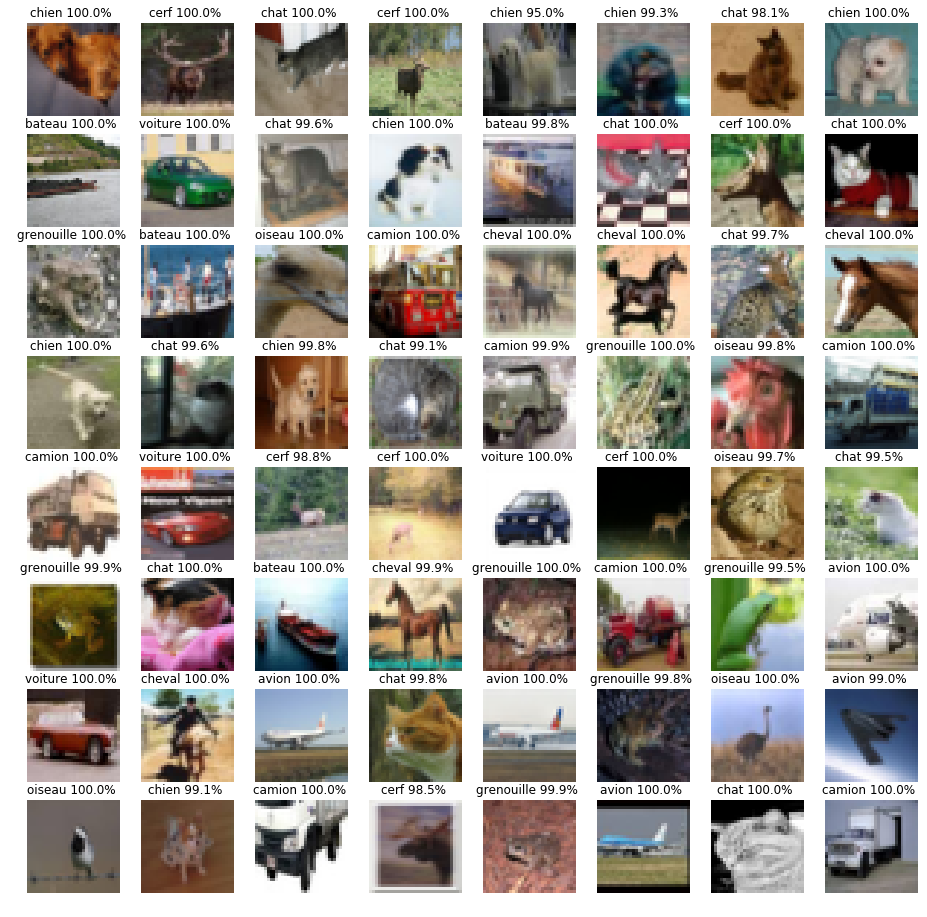 chien 100.0% cerf 100.0% chat 100.0% cerf 100.0% chien 95.0% chien 99.3% chat 98.1% chien 100.0%
bateau 100.0% voiture 100.0% chat 99.6% chien 100.0% bateau 99.8% chat 100.0% cerf 100.0% chat 100.0%
grenouille 100.0% bateau 100.0% oiseau 100.0% camion 100.0% cheval 100.0% cheval 100.0% chat 99.7% cheval 100.0%
chien 100.0% chat 99.6% chien 99.8% chat 99.1% camion 99.9% grenouille 100.0% oiseau 99.8% camion 100.0%
camion 100.0% voiture 100.0% cerf 98.8% cerf 100.0% voiture 100.0% cerf 100.0% oiseau 99.7% chat 99.5%
grenouille 99.9% chat 100.0% bateau 100.0% cheval 99.9% grenouille 100.0% camion 100.0% grenouille 99.5% avion 100.0%
voiture 100.0% cheval 100.0% avion 100.0% chat 99.8% avion 100.0% grenouille 99.8% oiseau 100.0% avion 99.0%
oiseau 100.0% chien 99.1% camion 100.0% cerf 98.5% grenouille 99.9% avion 100.0% chat 100.0% camion 100.0%